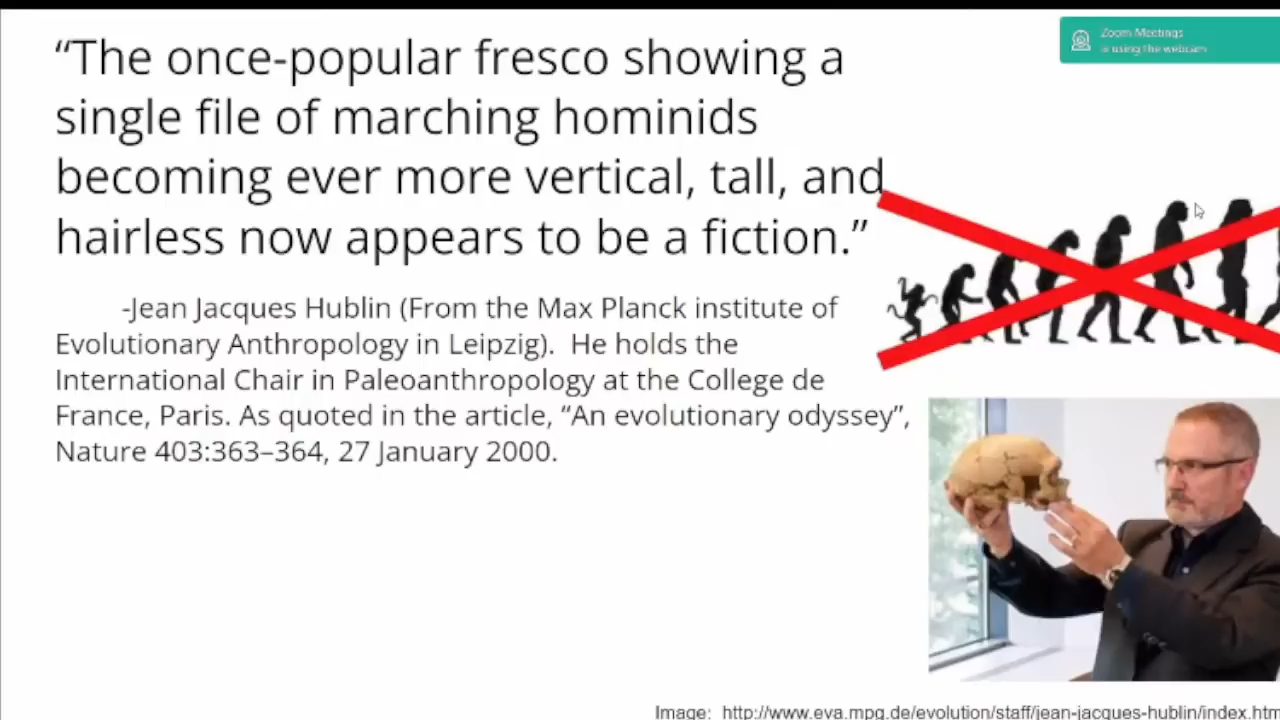 “The once-popular fresco showing a
single file of marching hominids
becoming ever more vertical, tall, and
hairless now appears to be a fiction.”
-Jean Jacques Hublin (From the Max Planck institute of
Evolutionary Anthropology in Leipzig). He holds the
International Chair in Paleoanthropology at the College de
France, Paris. As quoted in the article, “An evolutionary odyssey”,
Nature 403:363–364, 27 January 2000.
Zoom Meetings
is using the webcam
Image: http://www.eva.mpg.de/evolution/staff/jean-jacques-hublin/index.htm